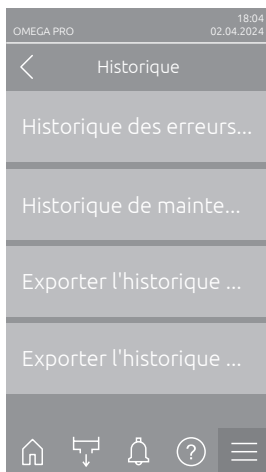 18:04
OMEGA PRO 02.04.2024
Historique
Historique des erreurs...
Historique de mainte...
Exporter l'historique ...
Exporter l'historique ...
?